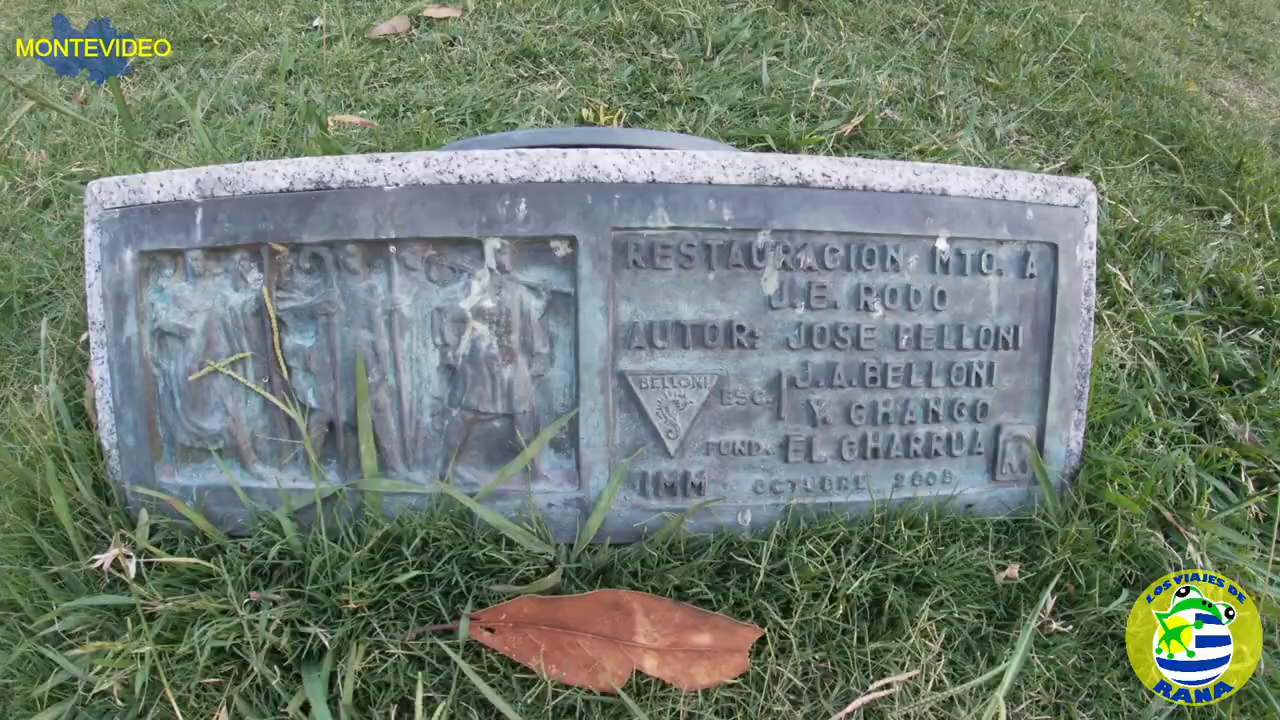 MONTEVIDEO
RESTAURACION MTO. A
J. E. RODO
AUTOR: JOSE BELLONI
BELLONI
ESC. J. A. BELLONI
Y. CHANGO
FOND. EL CHARRUA
IMM OCTUBRE 2008
LOS VIAJES DE
RANA